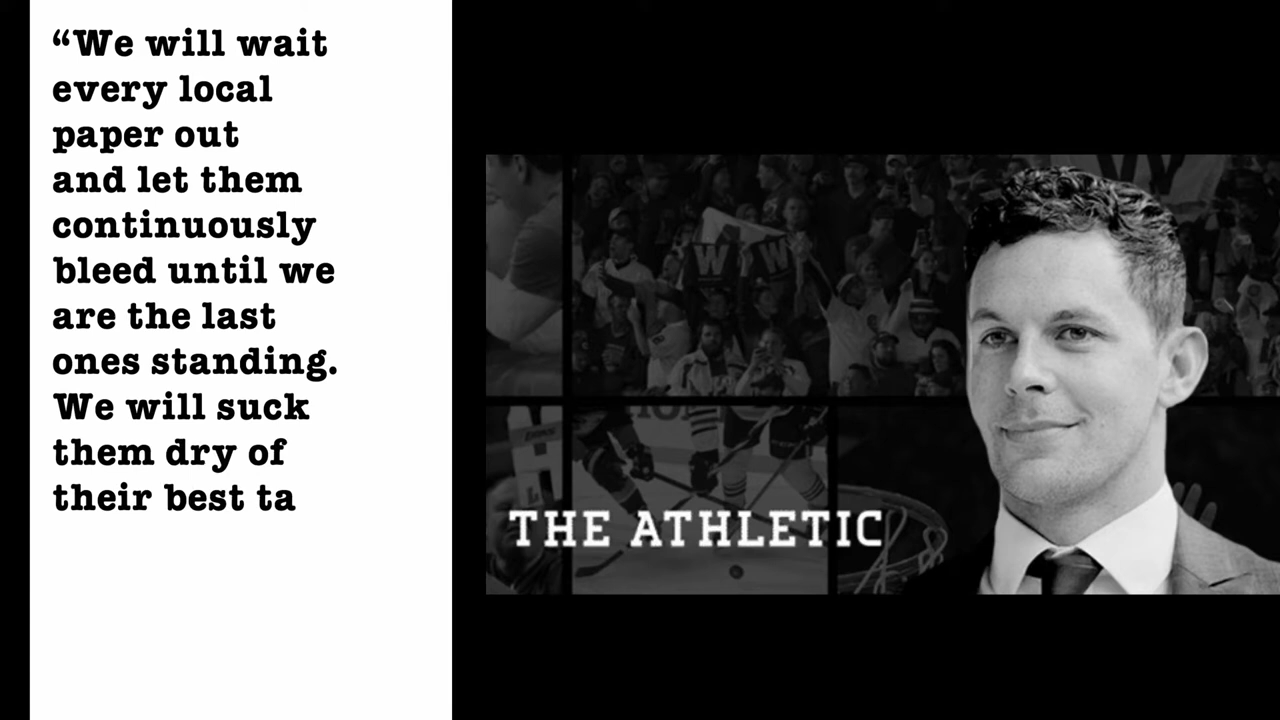 “We will wait
every local
paper out
and let them
continuously
bleed until we
are the last
ones standing.
We will suck
them dry of
their best ta
W
W
THE ATHLETIC